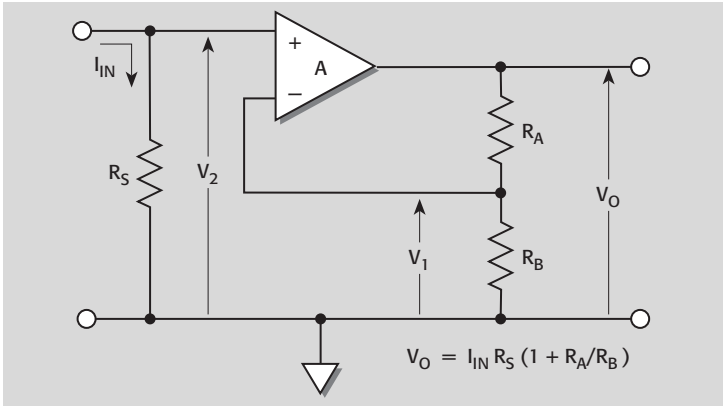 +
A
−
I_IN
R_S
V_2
R_A
V_O
V_1
R_B
V_O = I_IN R_S (1 + R_A/R_B)